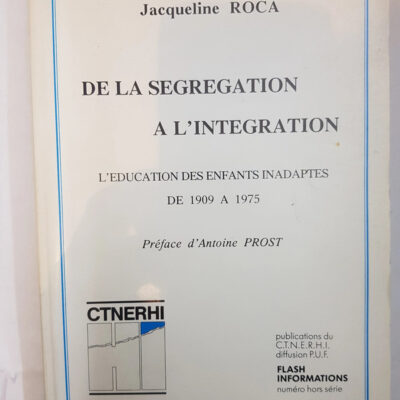 Jacqueline ROCA
DE LA SEGREGATION
A L'INTEGRATION
L'EDUCATION DES ENFANTS INADAPTES
DE 1909 A 1975
Préface d'Antoine PROST
CTNERHI
publications du
C.T.N.E.R.H.I.
diffusion P.U.F.
FLASH
INFORMATIONS
numéro hors série